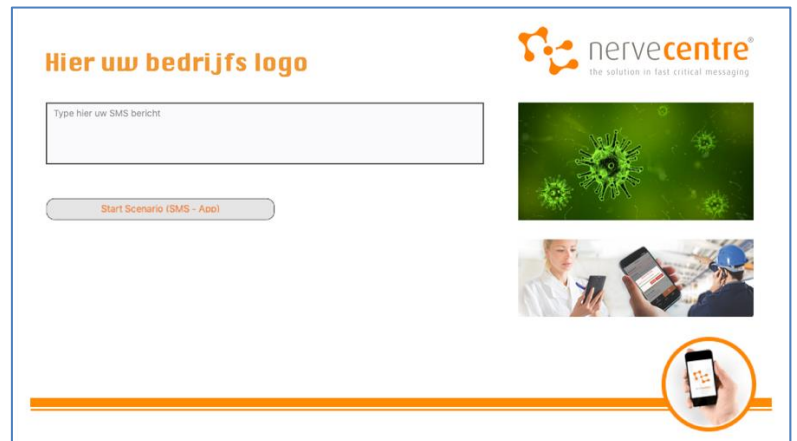 Hier uw bedrijfs logo
nervecentre®
the solution in fast critical messaging
Type hier uw SMS bericht
Start Scenario (SMS - App)